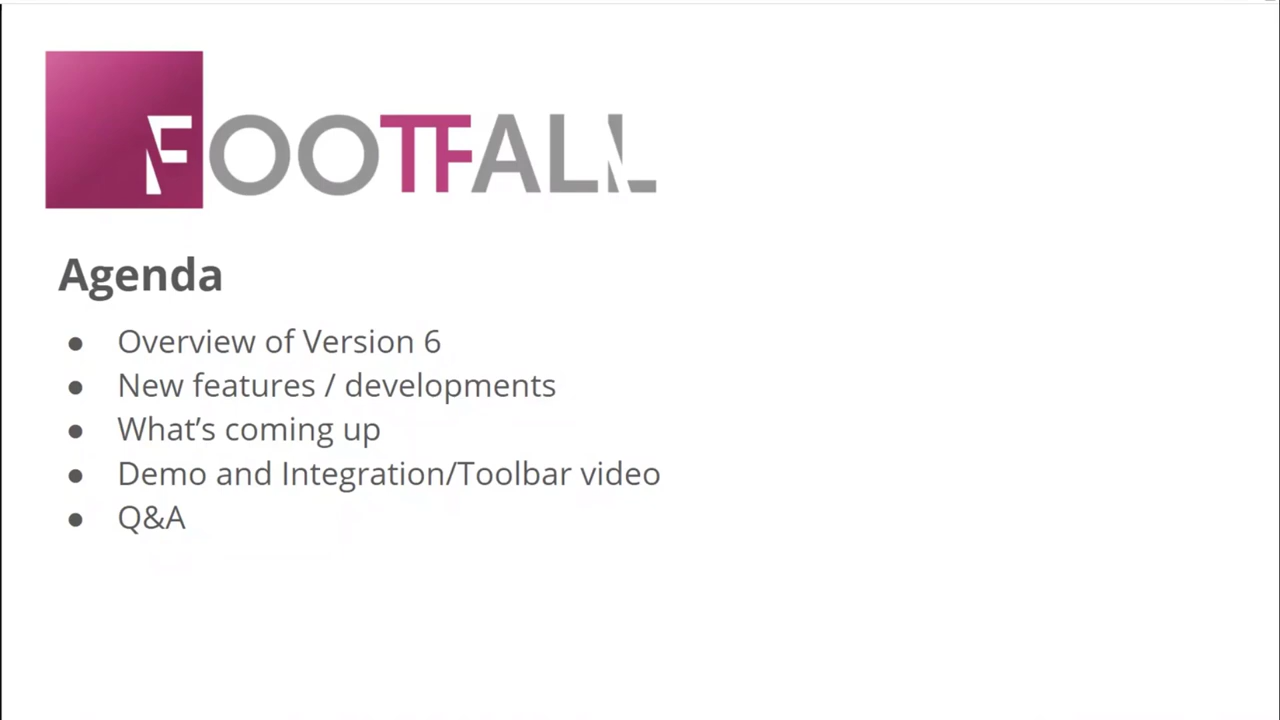 FOOTFALL
Agenda
● Overview of Version 6
● New features / developments
● What’s coming up
● Demo and Integration/Toolbar video
● Q&A